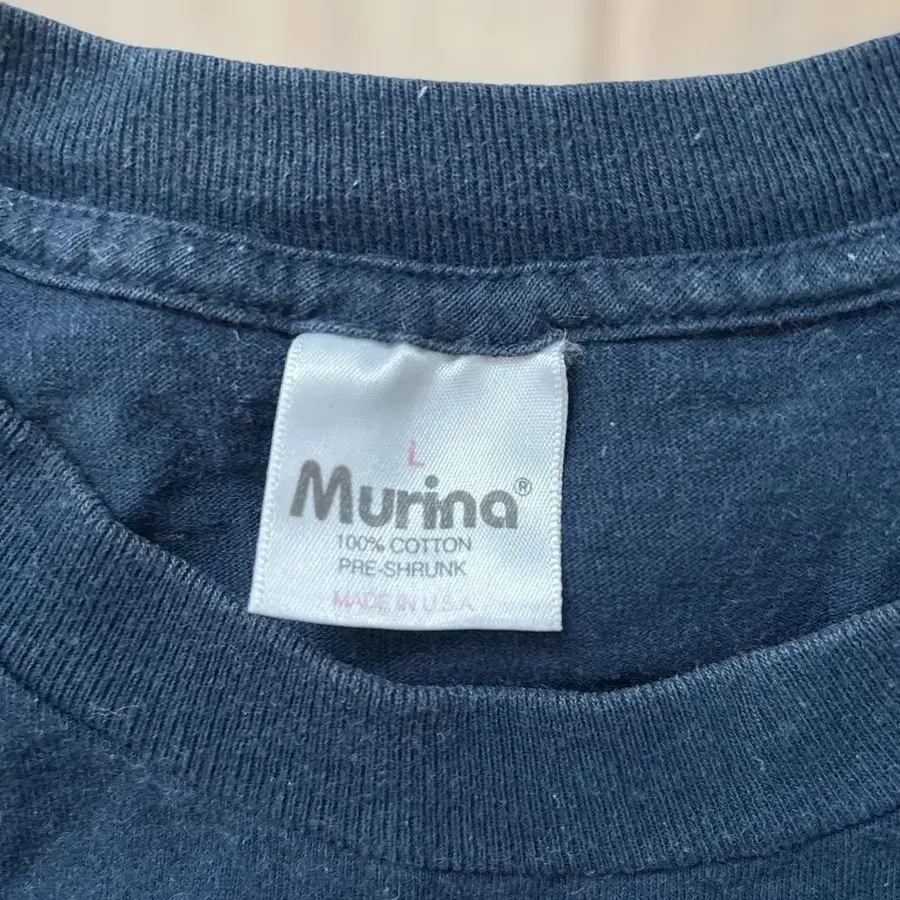 L
Murina®
100% COTTON
PRE-SHRUNK
MADE IN U.S.A.